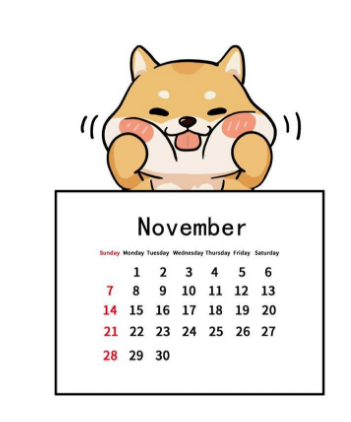 November
Sunday Monday Tuesday Wednesday Thursday Friday Saturday
1 2 3 4 5 6
7 8 9 10 11 12 13
14 15 16 17 18 19 20
21 22 23 24 25 26 27
28 29 30